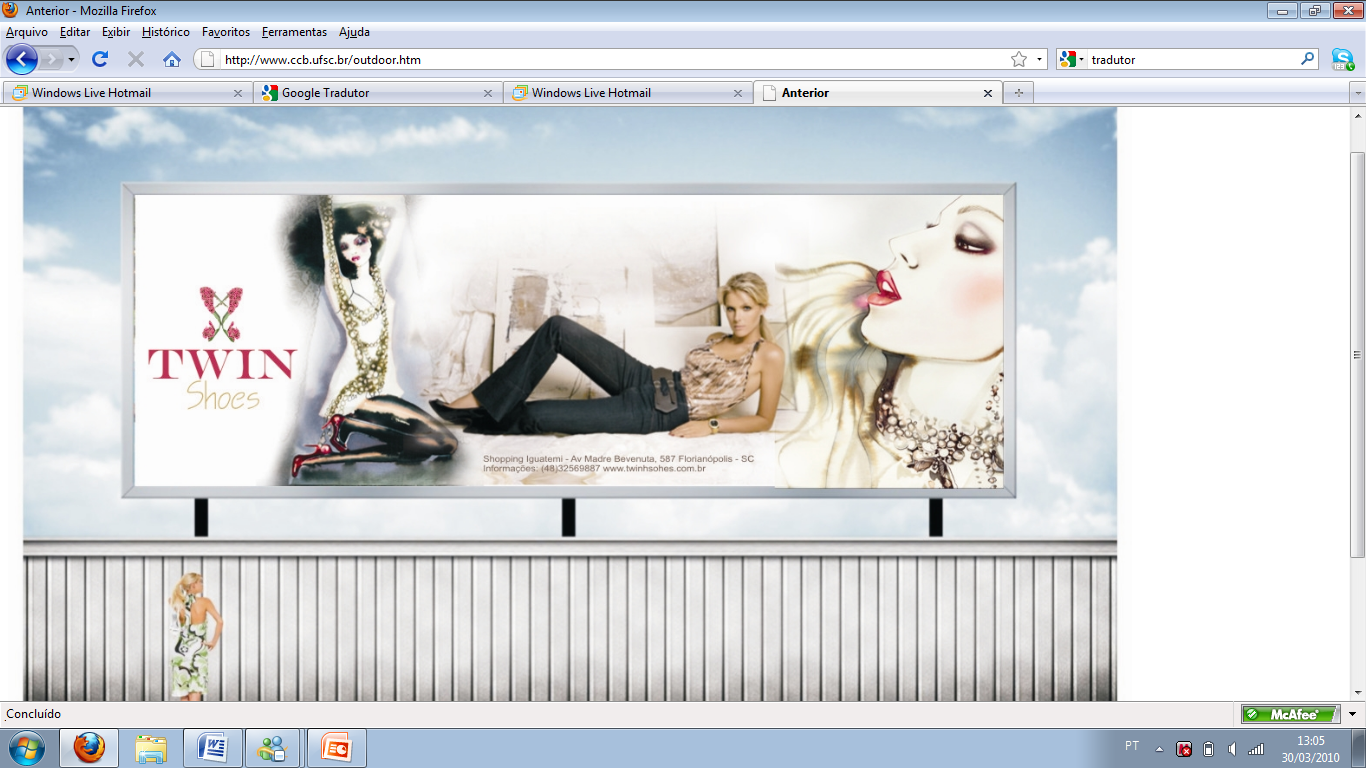 Anterior - Mozilla Firefox
Arquivo Editar Exibir Histórico Favoritos Ferramentas Ajuda
http://www.ccb.ufsc.br/outdoor.htm
tradutor
Windows Live Hotmail
Google Tradutor
Windows Live Hotmail
Anterior
TWIN
Shoes
Shopping Iguatemi - Av Madre Bevenuta, 587 Florianópolis - SC
Informações: (48)32569887 www.twinhsohes.com.br
Concluído
McAfee
PT
13:05
30/03/2010